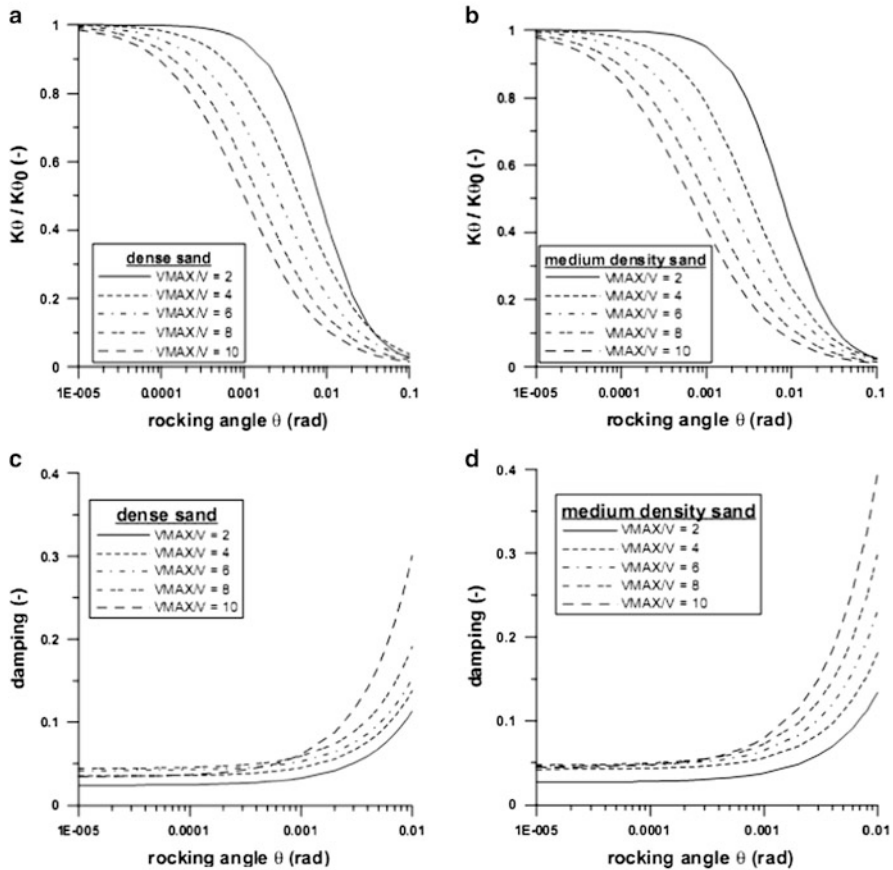 a
1
0.8
0.6
0.4
0.2
0
Kθ / Kθ0 (-)
dense sand
VMAX/V = 2
VMAX/V = 4
VMAX/V = 6
VMAX/V = 8
VMAX/V = 10
1E-005
0.0001
0.001
0.01
0.1
rocking angle θ (rad)
b
1
0.8
0.6
0.4
0.2
0
Kθ / Kθ0 (-)
medium density sand
VMAX/V = 2
VMAX/V = 4
VMAX/V = 6
VMAX/V = 8
VMAX/V = 10
1E-005
0.0001
0.001
0.01
0.1
rocking angle θ (rad)
c
0.4
0.3
0.2
0.1
0
damping (-)
dense sand
VMAX/V = 2
VMAX/V = 4
VMAX/V = 6
VMAX/V = 8
VMAX/V = 10
1E-005
0.0001
0.001
0.01
rocking angle θ (rad)
d
0.4
0.3
0.2
0.1
0
damping (-)
medium density sand
VMAX/V = 2
VMAX/V = 4
VMAX/V = 6
VMAX/V = 8
VMAX/V = 10
1E-005
0.0001
0.001
0.01
rocking angle θ (rad)